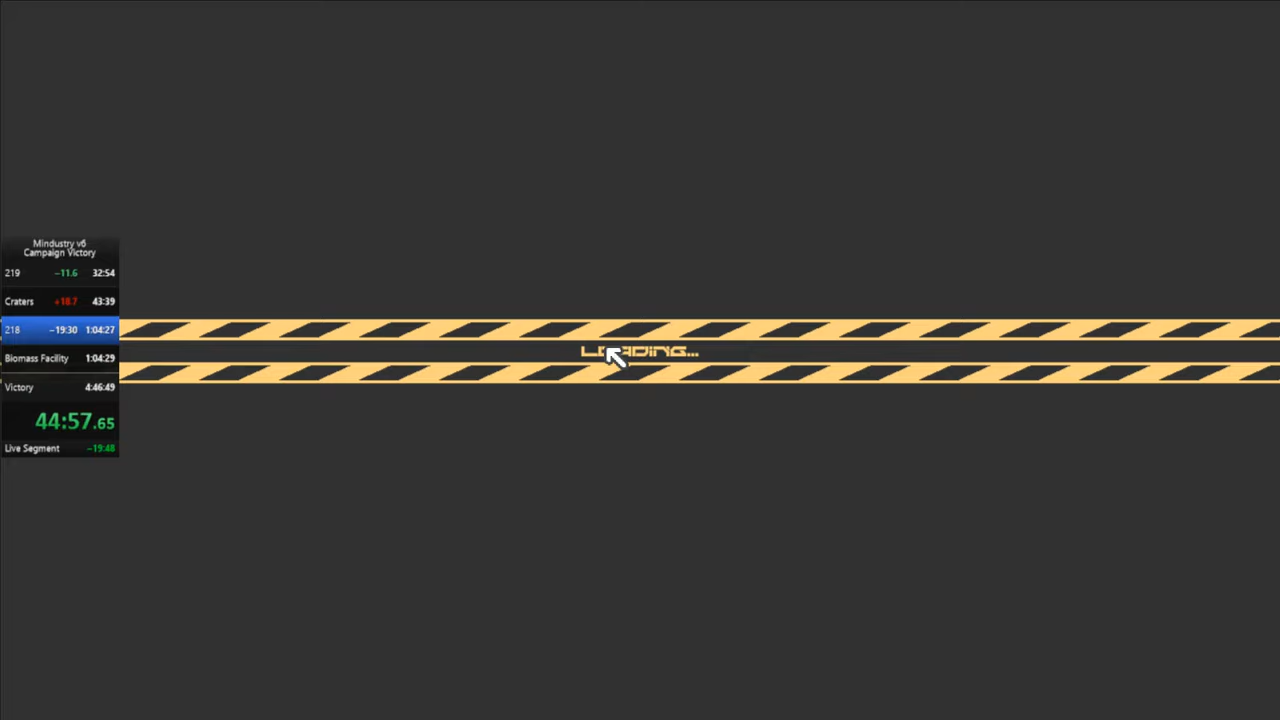 Mindustry v6
Campaign Victory
219 -11.6 32:54
Craters +18.7 43:39
218 -19:30 1:04:27
LOADING...
Biomass Facility 1:04:29
Victory 4:46:49
44:57.65
Live Segment -19:48